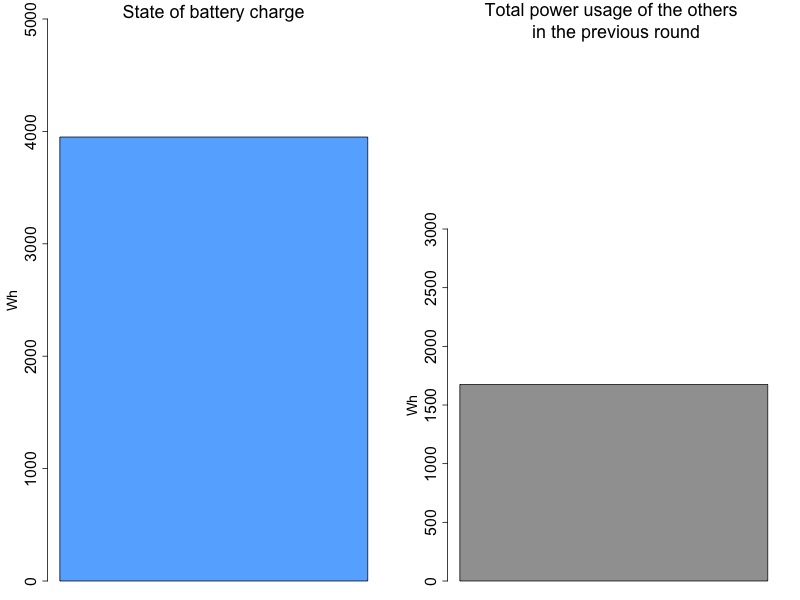 State of battery charge
5000
4000
3000
2000
1000
0
Wh
Total power usage of the others
in the previous round
3000
2500
2000
1500
1000
500
0
Wh